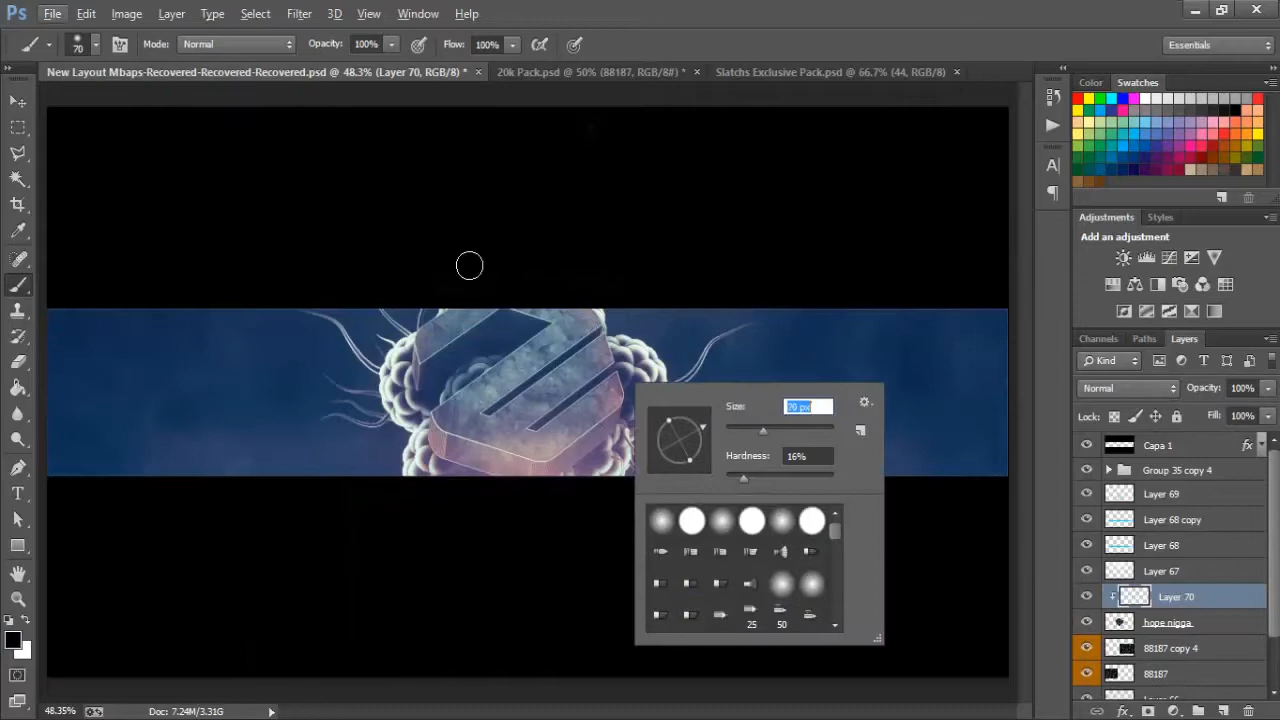 Ps File Edit Image Layer Type Select Filter 3D View Window Help
70 Mode: Normal Opacity: 100% Flow: 100% Essentials
New Layout Mbaps-Recovered-Recovered-Recovered.psd @ 48.3% (Layer 70, RGB/8) * × 20k Pack.psd @ 50% (88187, RGB/8#) * × Slatchs Exclusive Pack.psd @ 66.7% (44, RGB/8) ×
Color Swatches
Adjustments Styles
Add an adjustment
Channels Paths Layers
Kind
Normal Opacity: 100%
Lock: Fill: 100%
Capa 1 fx
Group 35 copy 4
Layer 69
Layer 68 copy
Layer 68
Layer 67
Layer 70
hope nigga
88187 copy 4
88187
Size:
Hardness: 16%
25 50
48.35% Doc: 7.24M/3.31G